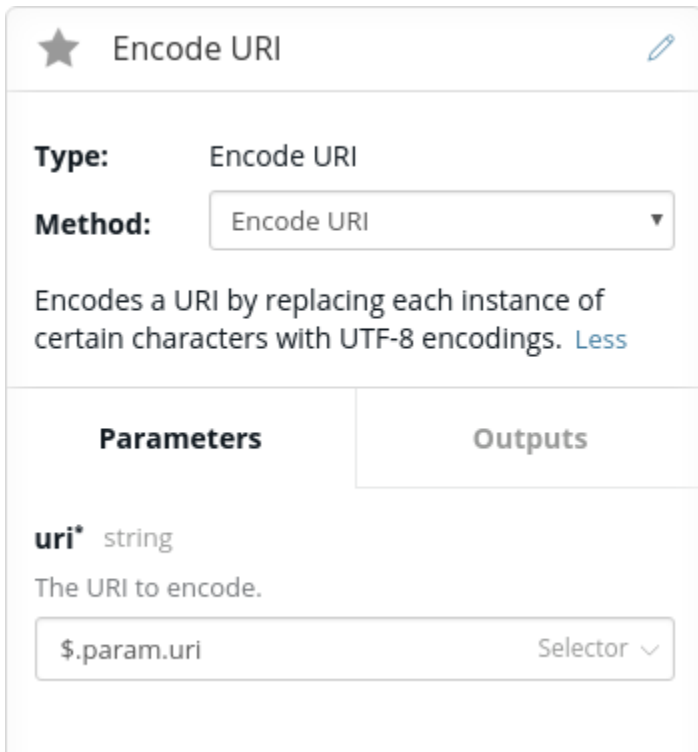 Encode URI
Type: Encode URI
Method: Encode URI
Encodes a URI by replacing each instance of
certain characters with UTF-8 encodings. Less
Parameters Outputs
uri* string
The URI to encode.
$.param.uri Selector